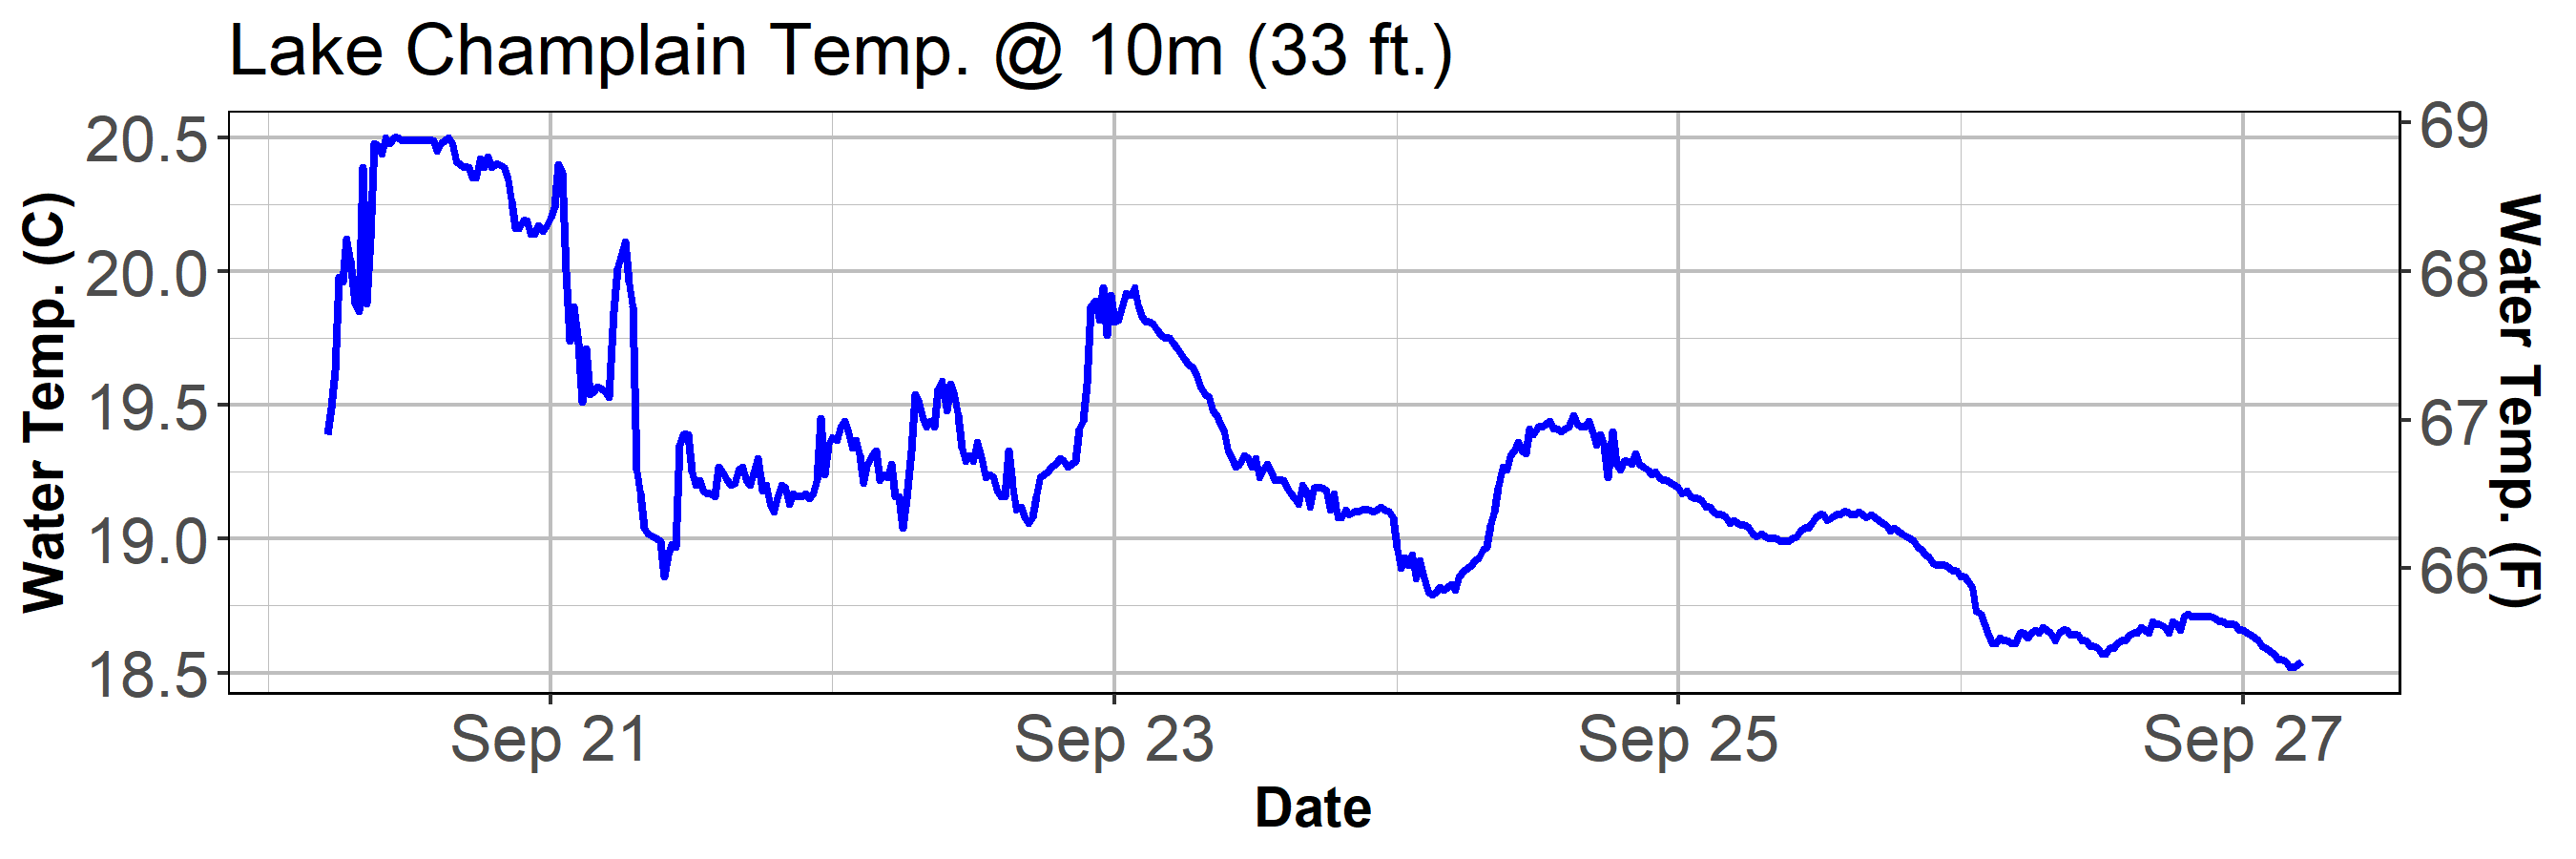 Lake Champlain Temp. @ 10m (33 ft.)
Water Temp. (C)
20.5
20.0
19.5
19.0
18.5
69
68
67
66
Water Temp. (F)
Sep 21
Sep 23
Sep 25
Sep 27
Date